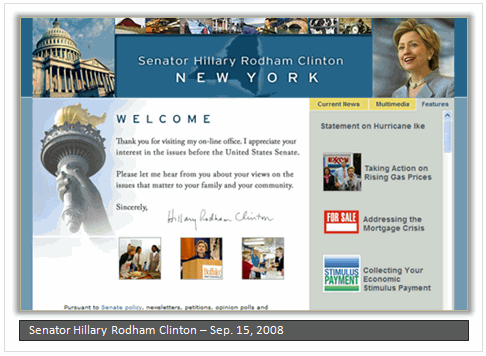 Senator Hillary Rodham Clinton
NEW YORK
Current News
Multimedia
Features
WELCOME
Thank you for visiting my on-line office. I appreciate your
interest in the issues before the United States Senate.
Please let me hear from you about your views on the
issues that matter to your family and your community.
Sincerely,
Hillary Rodham Clinton
Pursuant to Senate policy, newsletters, petitions, opinion polls and
Statement on Hurricane Ike
EXXON
Taking Action on
Rising Gas Prices
FOR SALE
Addressing the
Mortgage Crisis
STIMULUS
PAYMENT
Collecting Your
Economic
Stimulus Payment
Senator Hillary Rodham Clinton – Sep. 15, 2008